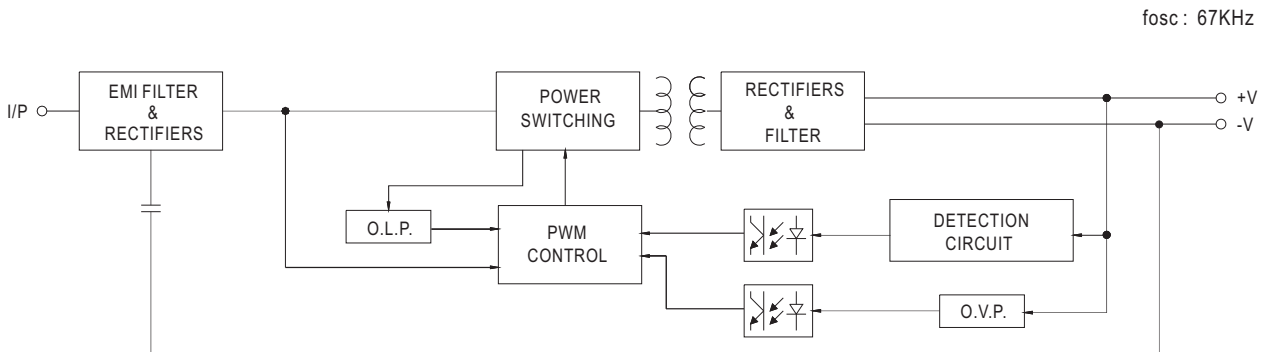 fosc : 67KHz
I/P
EMI FILTER
&
RECTIFIERS
POWER
SWITCHING
RECTIFIERS
&
FILTER
+V
-V
O.L.P.
PWM
CONTROL
DETECTION
CIRCUIT
O.V.P.